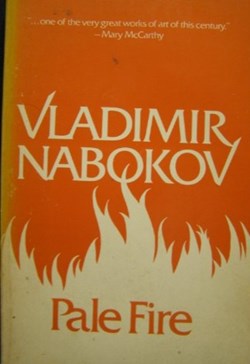 "...one of the very great works of art of this century."
–Mary McCarthy
VLADIMIR
NABOKOV
Pale Fire